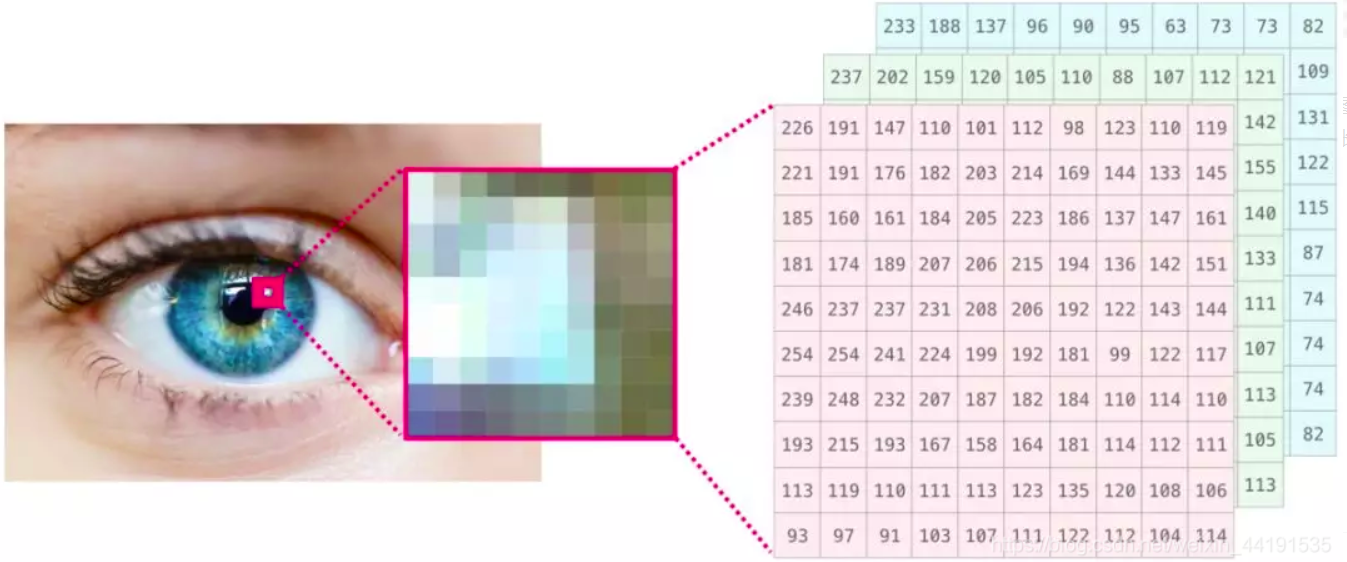 233 188 137 96 90 95 63 73 73 82
237 202 159 120 105 110 88 107 112 121 109
226 191 147 110 101 112 98 123 110 119 142 131
221 191 176 182 203 214 169 144 133 145 155 122
185 160 161 184 205 223 186 137 147 161 140 115
181 174 189 207 206 215 194 136 142 151 133 87
246 237 237 231 208 206 192 122 143 144 111 74
254 254 241 224 199 192 181 99 122 117 107 74
239 248 232 207 187 182 184 110 114 110 113 74
193 215 193 167 158 164 181 114 112 111 105 82
113 119 110 111 113 123 135 120 108 106 113
93 97 91 103 107 111 122 112 104 114
https://blog.csdn.net/weixin_44191535